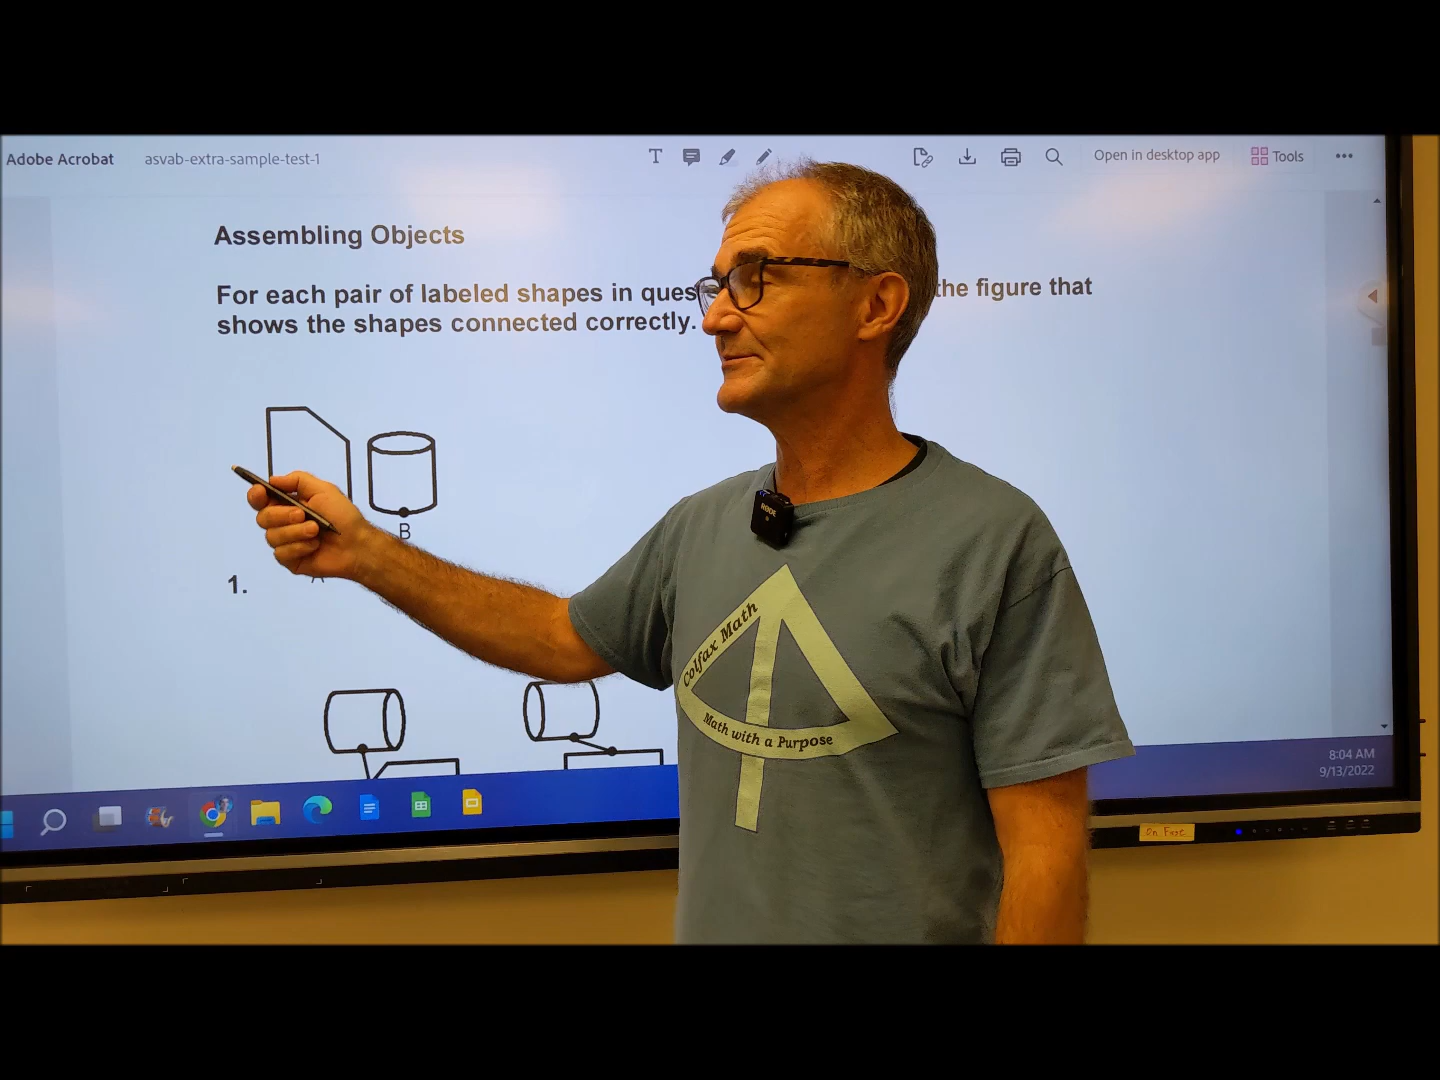 Adobe Acrobat
asvab-extra-sample-test-1
T
Open in desktop app
Tools
Assembling Objects
For each pair of labeled shapes in ques the figure that
shows the shapes connected correctly.
B
1.
RØDE
Colfax Math
Math with a Purpose
8:04 AM
9/13/2022